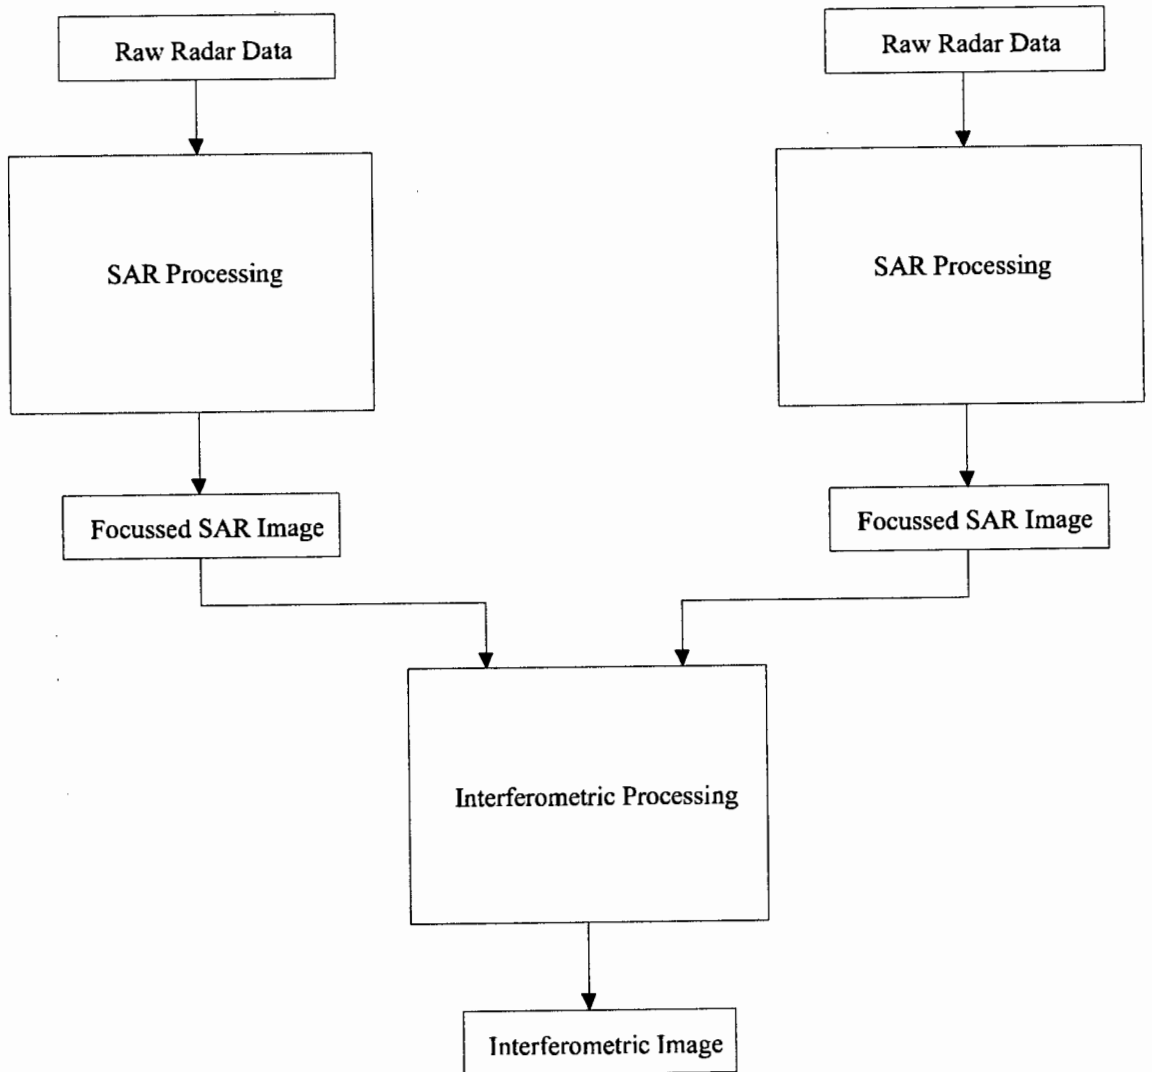 Raw Radar Data
Raw Radar Data
SAR Processing
SAR Processing
Focussed SAR Image
Focussed SAR Image
Interferometric Processing
Interferometric Image